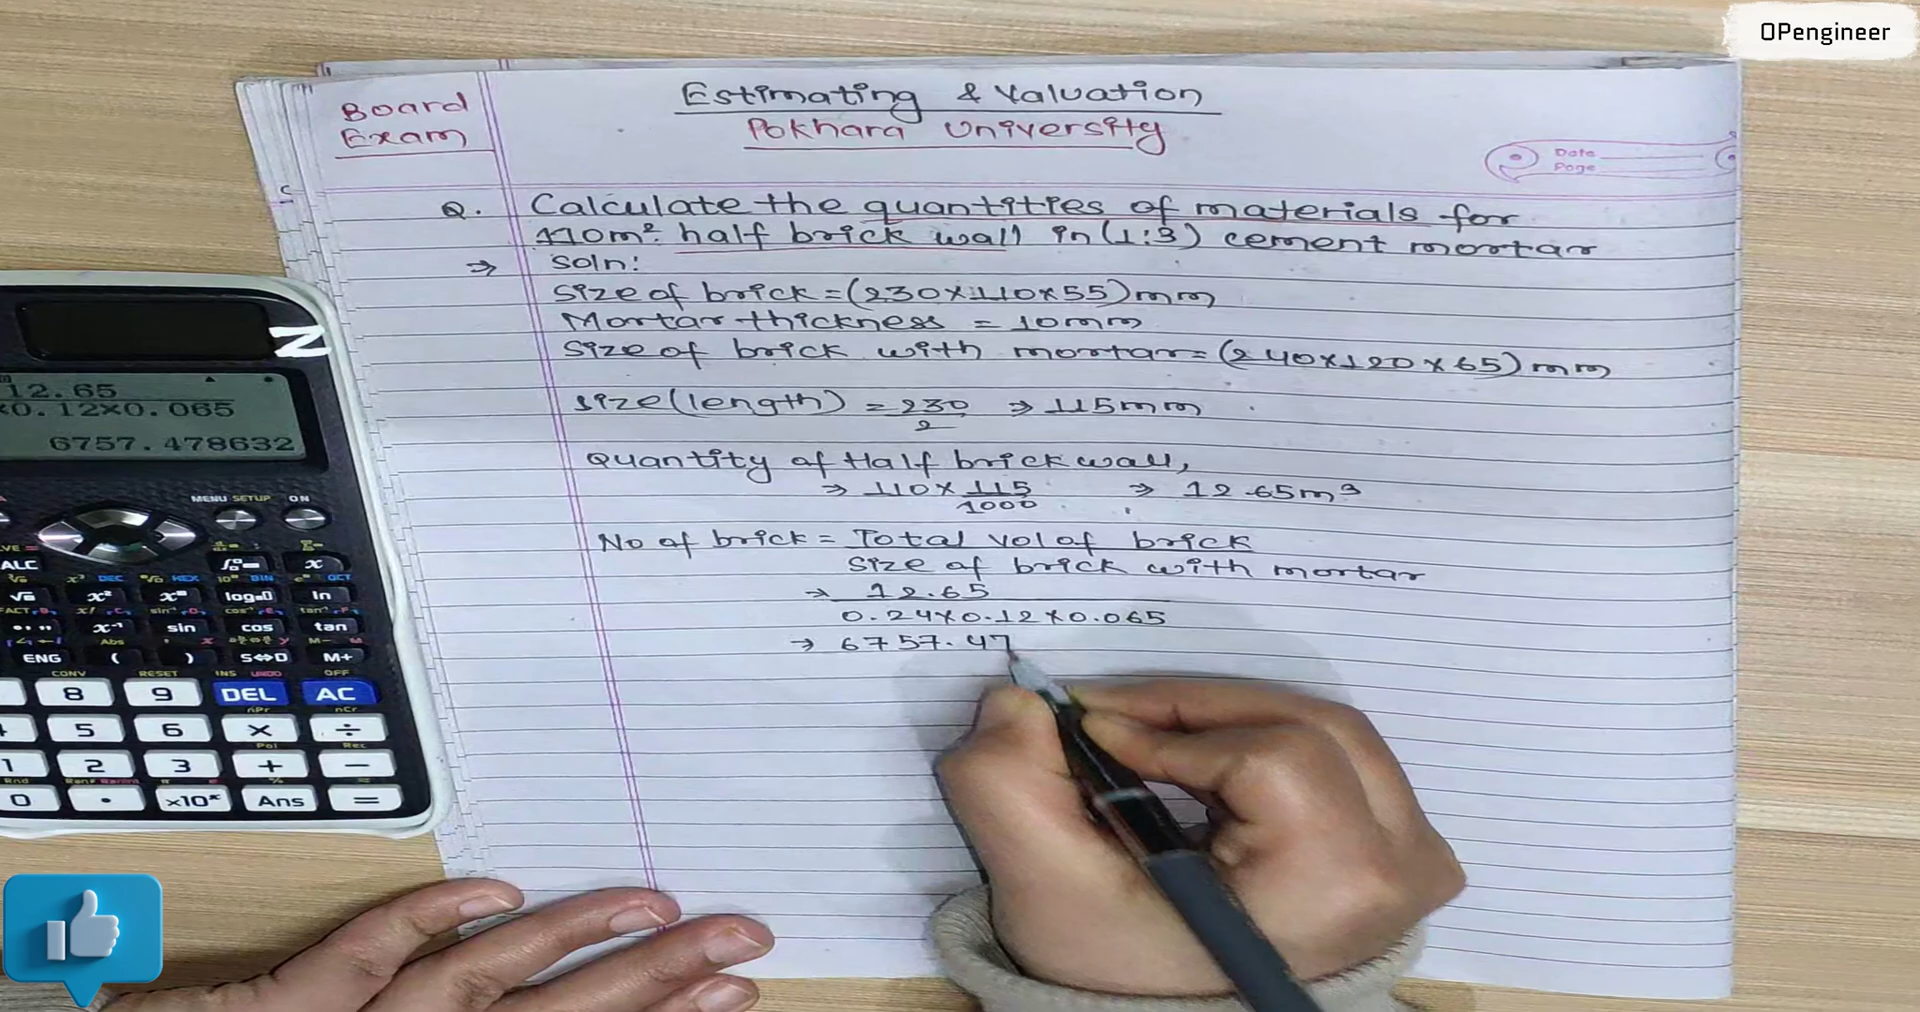 OPengineer
Board
Exam
Estimating & Valuation
Pokhara University
Date
Page
Q. Calculate the quantities of materials for
110m². half brick wall in (1:3) cement mortar
⇒ Soln:
Size of brick = (230×110×55) mm
Mortar thickness = 10mm
Size of brick with mortar = (240×120×65) mm
size (length) = 230/2 ⇒ 115mm
Quantity of Half brick wall,
⇒ 110 × 115/1000 ⇒ 12.65m³
No of brick = Total vol of brick
Size of brick with mortar
→ 12.65
0.24×0.12×0.065
→ 6757.47
12.65
×0.12×0.065
6757.478632
MENU SETUP ON
ALC
x
√ x² log ln
x⁻¹ sin cos tan
ENG ( ) S⇔D M+
CONV RESET INS UNDO OFF
8 9 DEL AC
5 6 × ÷
1 2 3 + −
0 . ×10ˣ Ans =